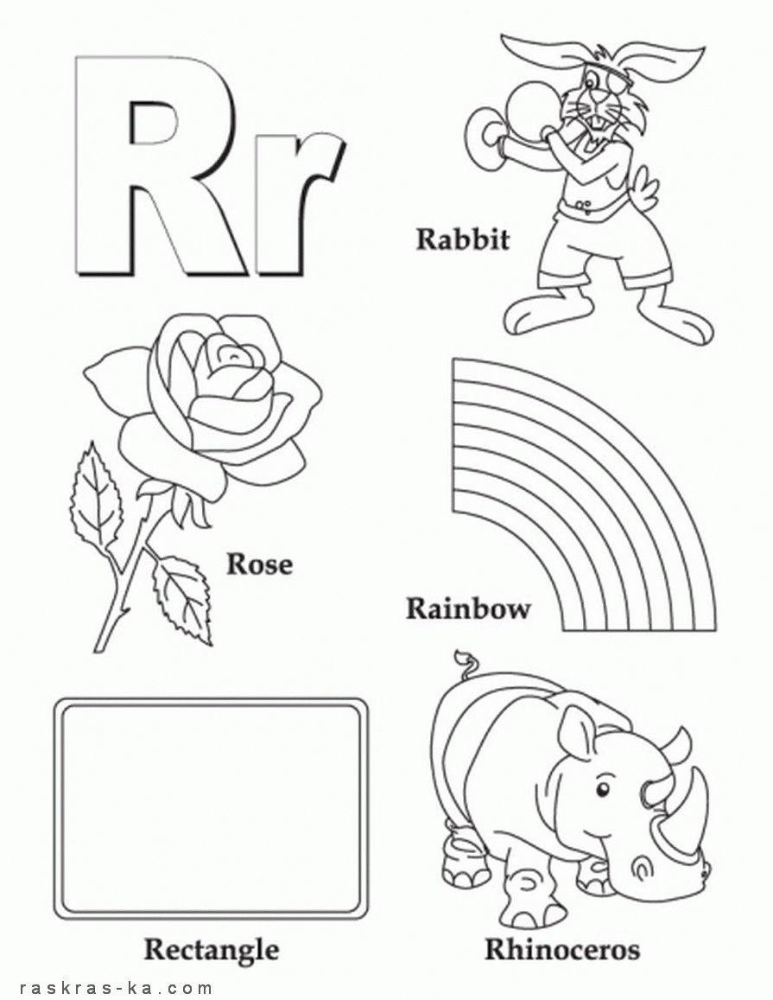 Rr
Rabbit
Rose
Rainbow
Rectangle
Rhinoceros
raskras-ka.com